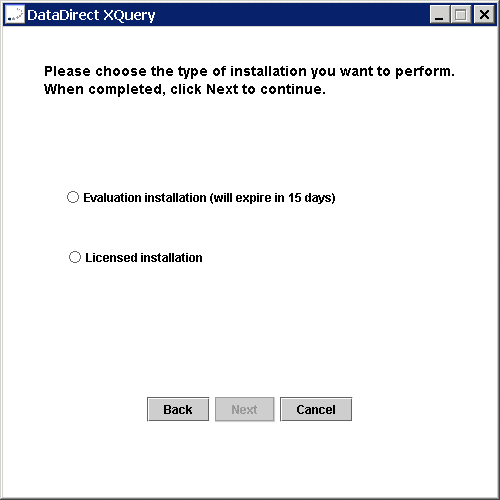 DataDirect XQuery
Please choose the type of installation you want to perform.
When completed, click Next to continue.
Evaluation installation (will expire in 15 days)
Licensed installation
Back Next Cancel